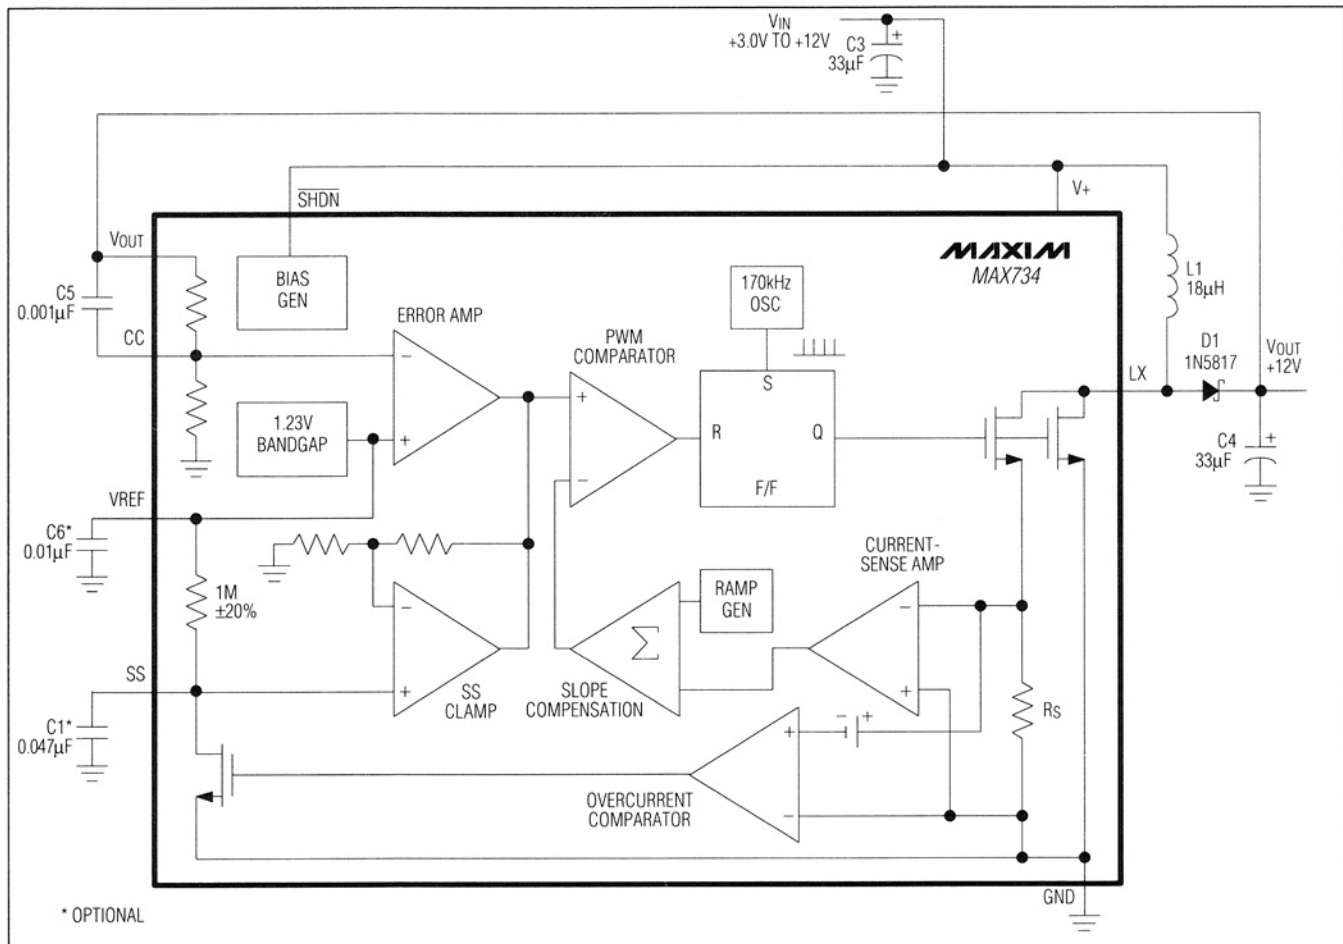 VIN
+3.0V TO +12V
C3
33µF
+
SHDN
V+
VOUT
MAXIM
MAX734
BIAS
GEN
170kHz
OSC
L1
18µH
C5
0.001µF
ERROR AMP
PWM
COMPARATOR
CC
−
S
D1
1N5817
VOUT
+12V
LX
1.23V
BANDGAP
+
+
R
Q
C4
33µF
+
−
F/F
VREF
C6*
0.01µF
CURRENT-
SENSE AMP
1M
±20%
−
RAMP
GEN
−
Σ
SS
+
SS
CLAMP
SLOPE
COMPENSATION
+
RS
C1*
0.047µF
+
−
+
OVERCURRENT
COMPARATOR
−
GND
* OPTIONAL